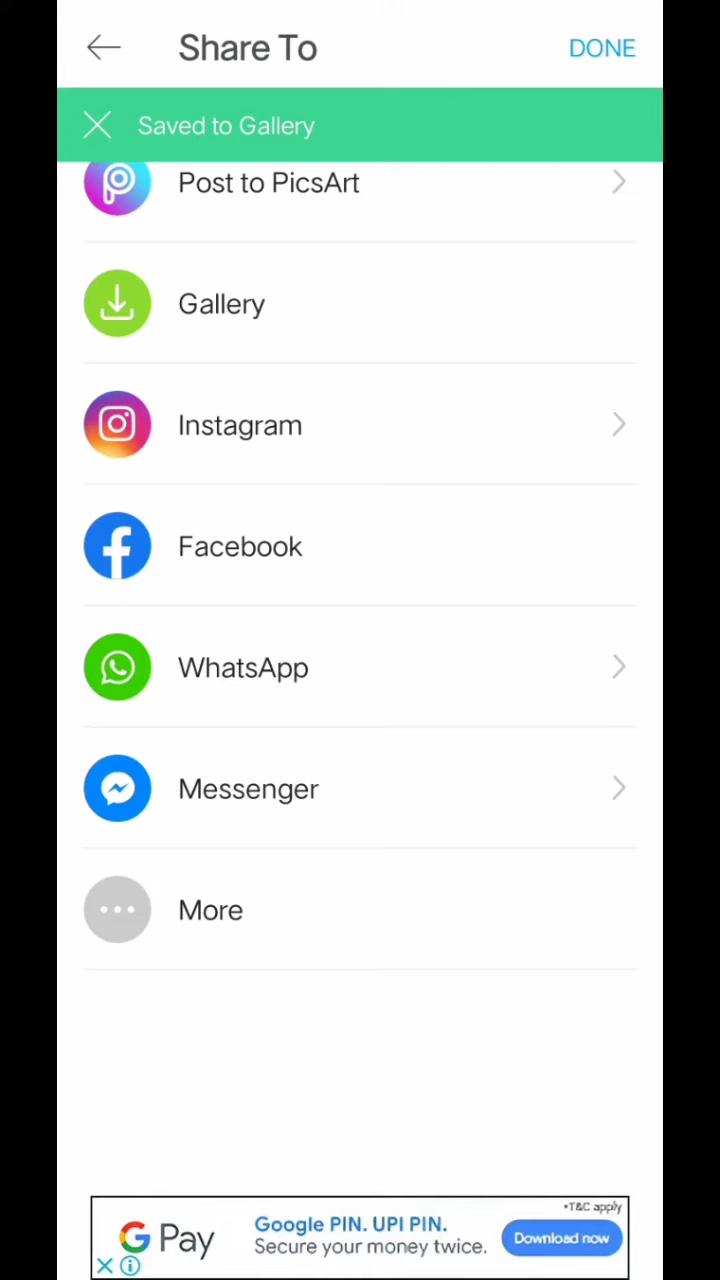 Share To
DONE
Saved to Gallery
Post to PicsArt
Gallery
Instagram
Facebook
WhatsApp
Messenger
More
•T&C apply
G Pay
Google PIN. UPI PIN.
Secure your money twice.
Download now